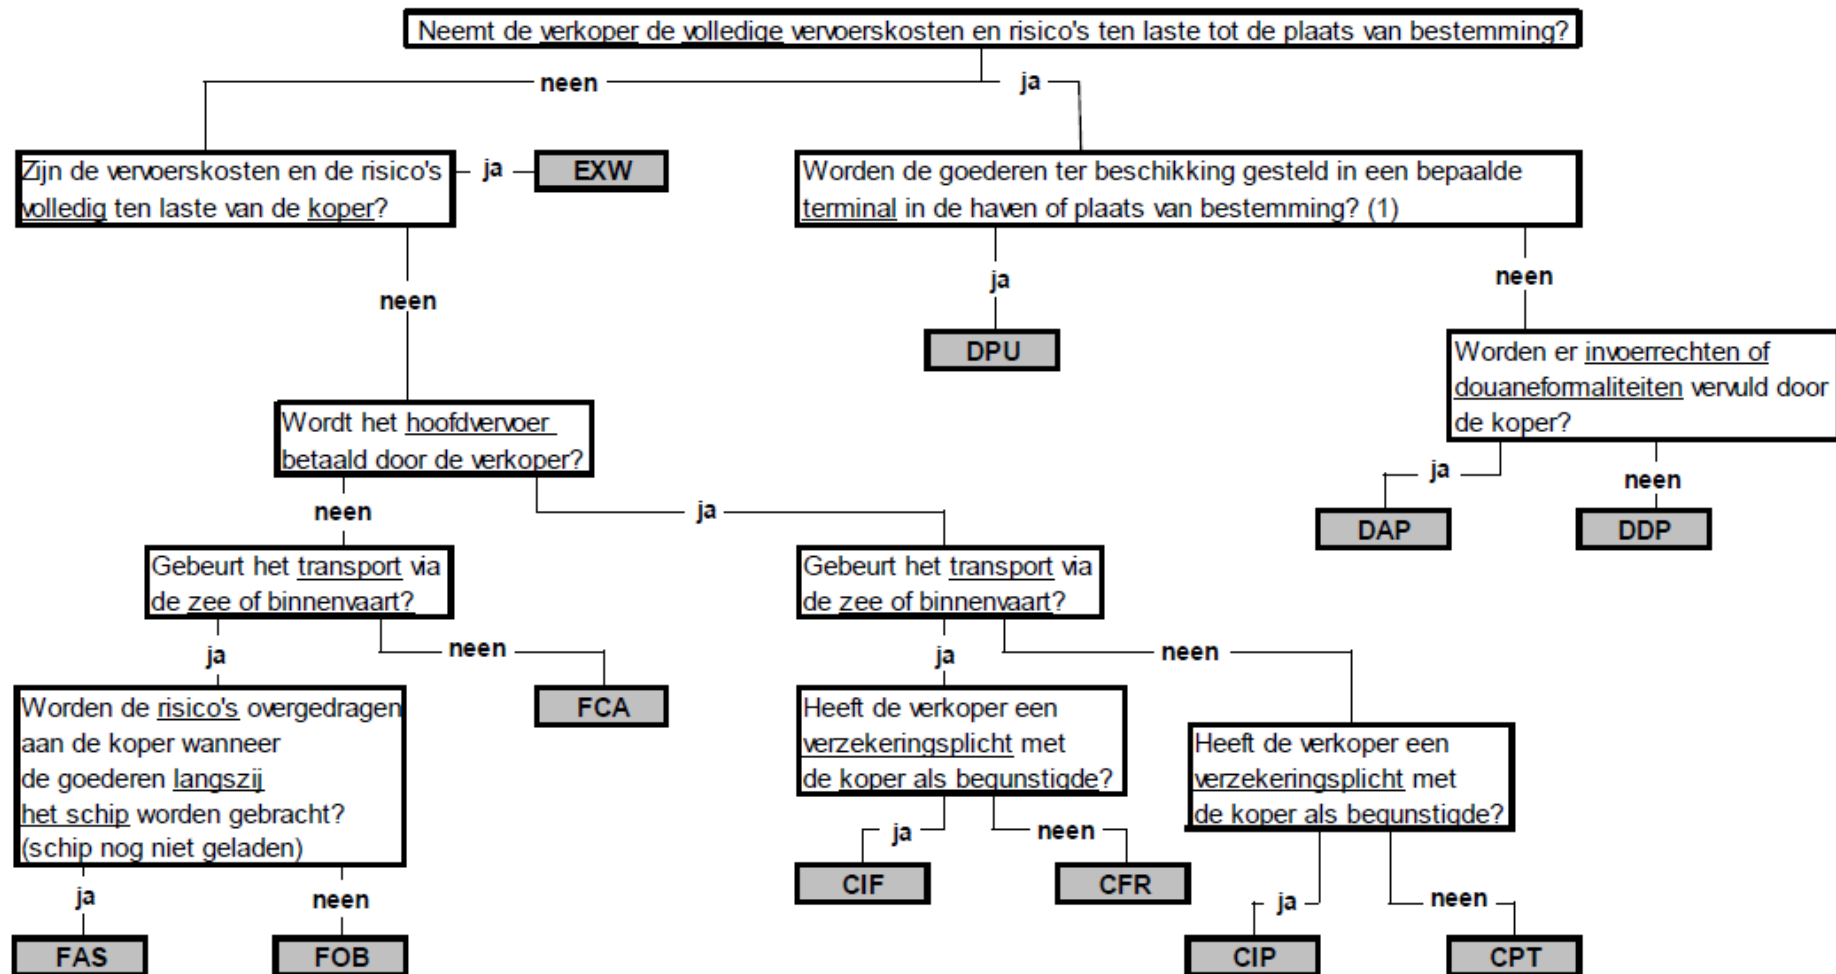 Neemt de verkoper de volledige vervoerskosten en risico's ten laste tot de plaats van bestemming?
neen
ja
Zijn de vervoerskosten en de risico's
volledig ten laste van de koper?
ja
EXW
Worden de goederen ter beschikking gesteld in een bepaalde
terminal in de haven of plaats van bestemming? (1)
neen
ja
neen
DPU
Worden er invoerrechten of
douaneformaliteiten vervuld door
de koper?
Wordt het hoofdvervoer
betaald door de verkoper?
ja
neen
neen
ja
DAP
DDP
Gebeurt het transport via
de zee of binnenvaart?
Gebeurt het transport via
de zee of binnenvaart?
ja
neen
ja
neen
Worden de risico's overgedragen
aan de koper wanneer
de goederen langszij
het schip worden gebracht?
(schip nog niet geladen)
FCA
Heeft de verkoper een
verzekeringsplicht met
de koper als begunstigde?
Heeft de verkoper een
verzekeringsplicht met
de koper als begunstigde?
ja
neen
ja
neen
CIF
CFR
ja
neen
FAS
FOB
CIP
CPT